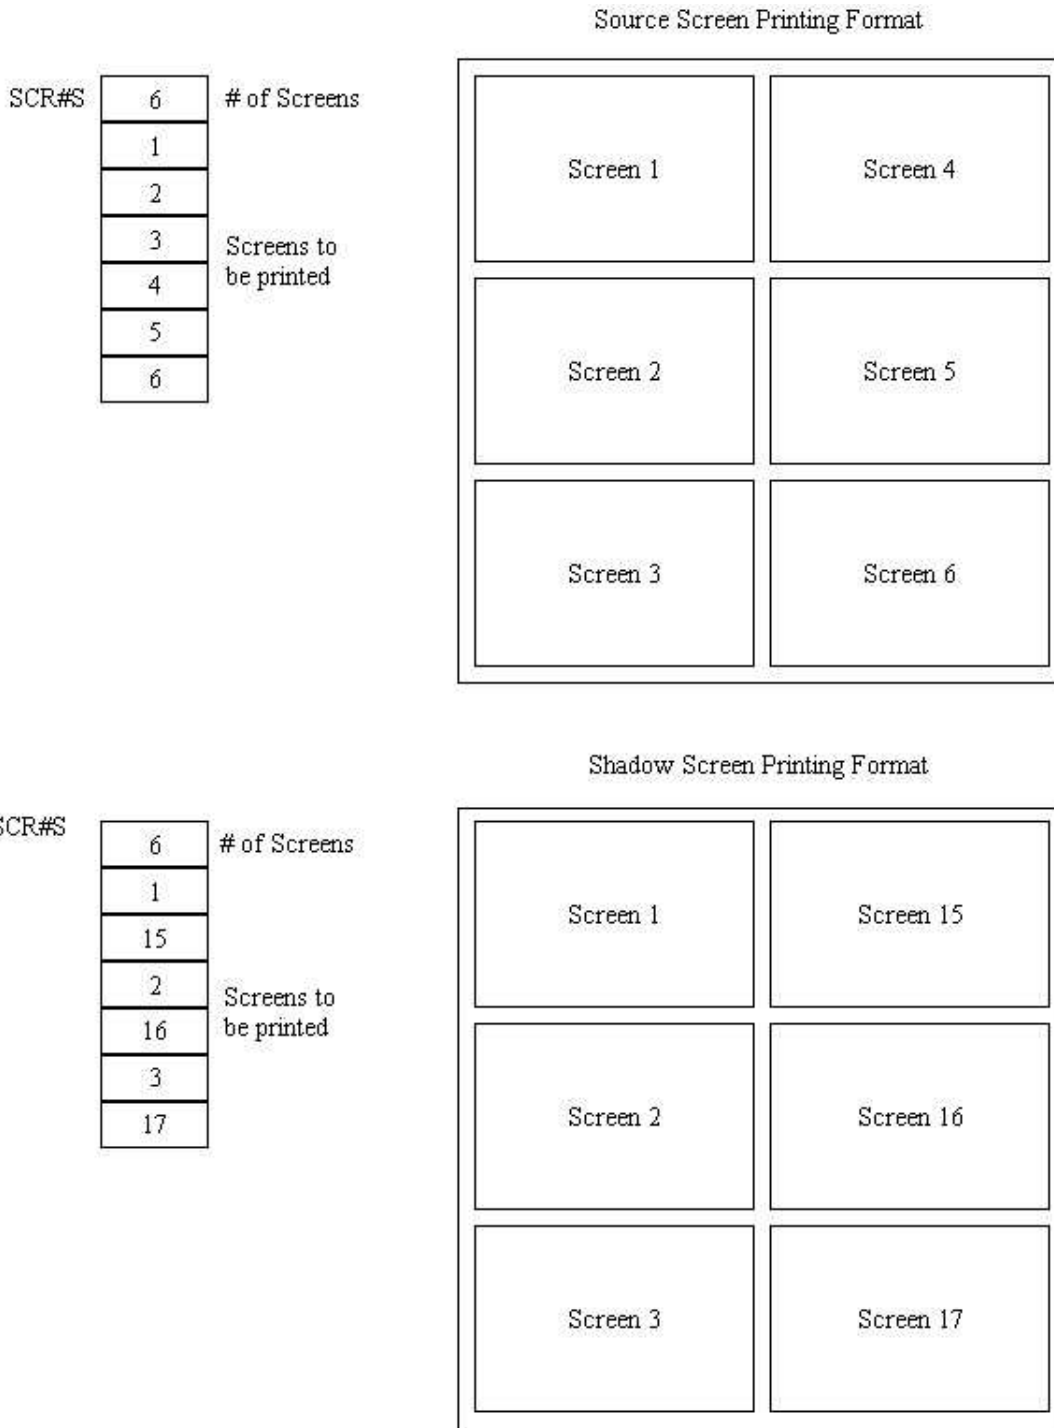 Source Screen Printing Format
SCR#S
6
# of Screens
1
2
3
4
5
6
Screens to
be printed
Screen 1
Screen 4
Screen 2
Screen 5
Screen 3
Screen 6
Shadow Screen Printing Format
SCR#S
6
# of Screens
1
15
2
16
3
17
Screens to
be printed
Screen 1
Screen 15
Screen 2
Screen 16
Screen 3
Screen 17